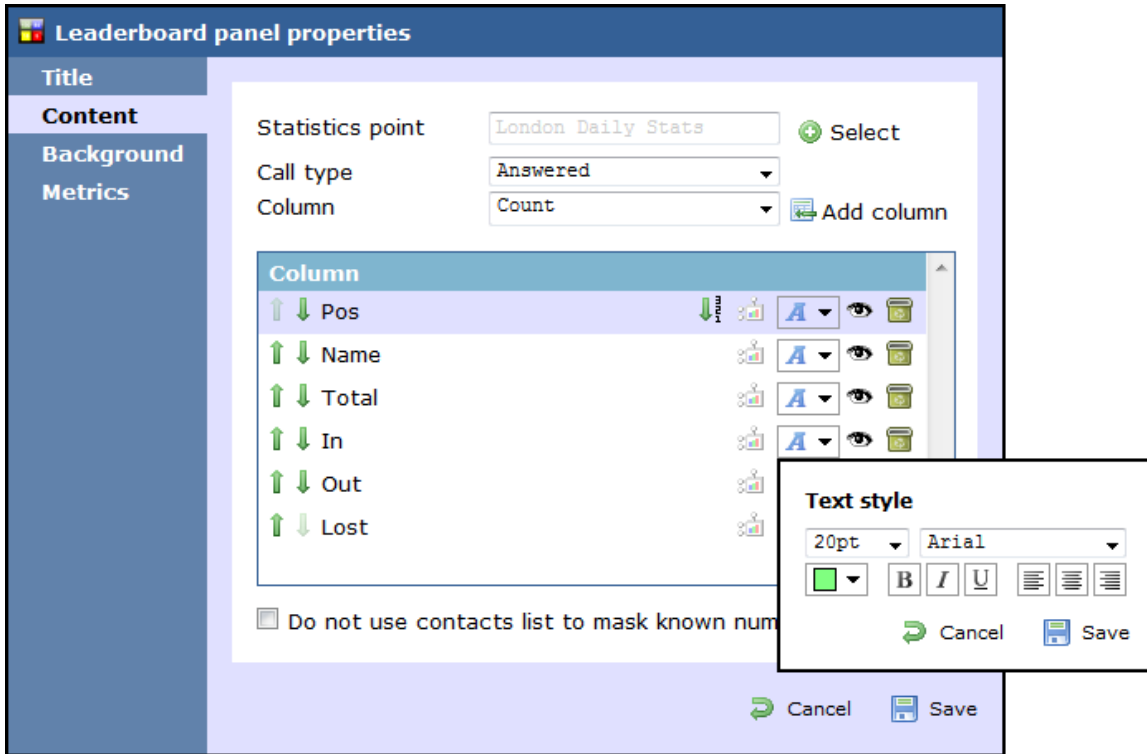 Leaderboard panel properties
Title
Content
Background
Metrics
Statistics point London Daily Stats Select
Call type Answered
Column Count Add column
Column
Pos
Name
Total
In
Out
Lost
Do not use contacts list to mask known num
Cancel Save
Text style
20pt Arial
B I U
Cancel Save